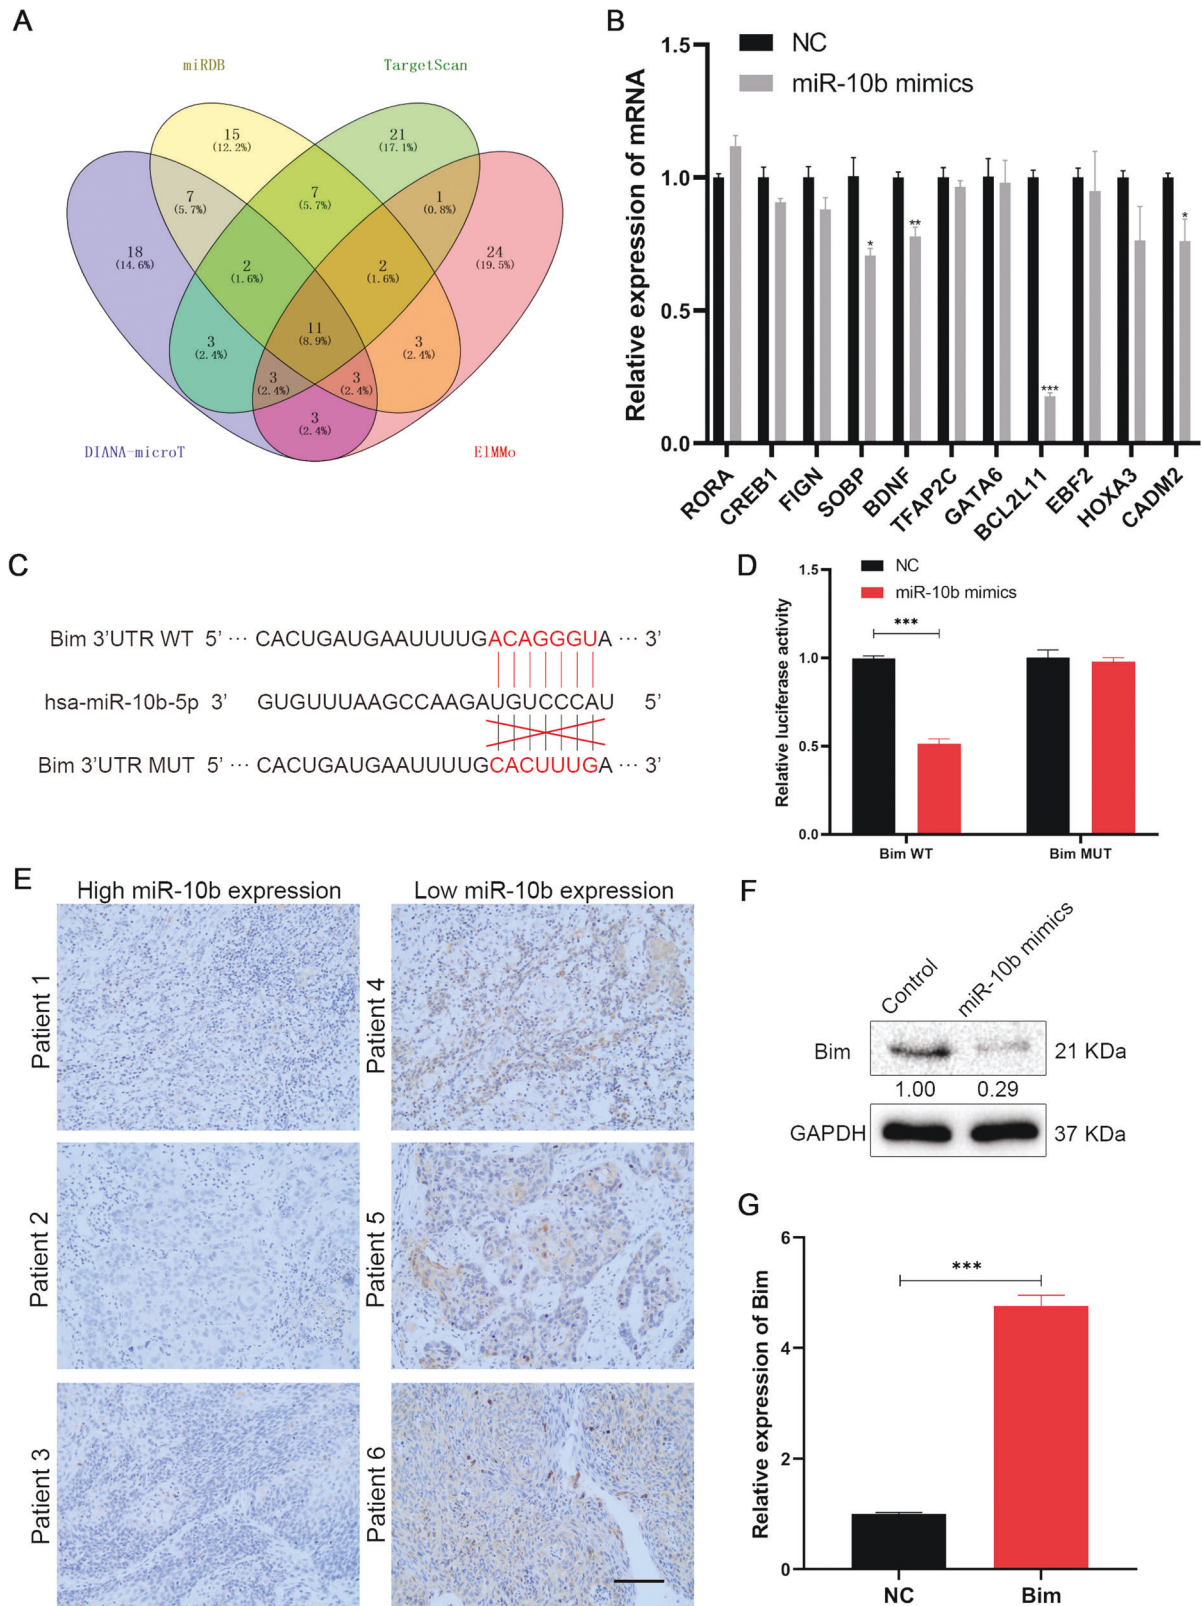 A
miRDB
TargetScan
15
(12.2%)
21
(17.1%)
7
(5.7%)
7
(5.7%)
1
(0.8%)
18
(14.6%)
2
(1.6%)
2
(1.6%)
24
(19.5%)
11
(8.9%)
3
(2.4%)
3
(2.4%)
3
(2.4%)
3
(2.4%)
3
(2.4%)
DIANA-microT
ElMMo
B
NC
miR-10b mimics
Relative expression of mRNA
1.5
1.0
0.5
0.0
*
**
***
*
RORA
CREB1
FIGN
SOBP
BDNF
TFAP2C
GATA6
BCL2L11
EBF2
HOXA3
CADM2
C
Bim 3'UTR WT 5' ··· CACUGAUGAAUUUUGACAGGGUA ··· 3'
hsa-miR-10b-5p 3' GUGUUUAAGCCAAGAUGUCCCAU 5'
Bim 3'UTR MUT 5' ··· CACUUGAUGAAUUUUGCACUUUGA ··· 3'
D
NC
miR-10b mimics
Relative luciferase activity
1.5
1.0
0.5
0.0
***
Bim WT
Bim MUT
E
High miR-10b expression
Low miR-10b expression
Patient 1
Patient 4
Patient 2
Patient 5
Patient 3
Patient 6
F
Control
miR-10b mimics
Bim
21 KDa
1.00 0.29
GAPDH
37 KDa
G
Relative expression of Bim
6
4
2
0
***
NC
Bim